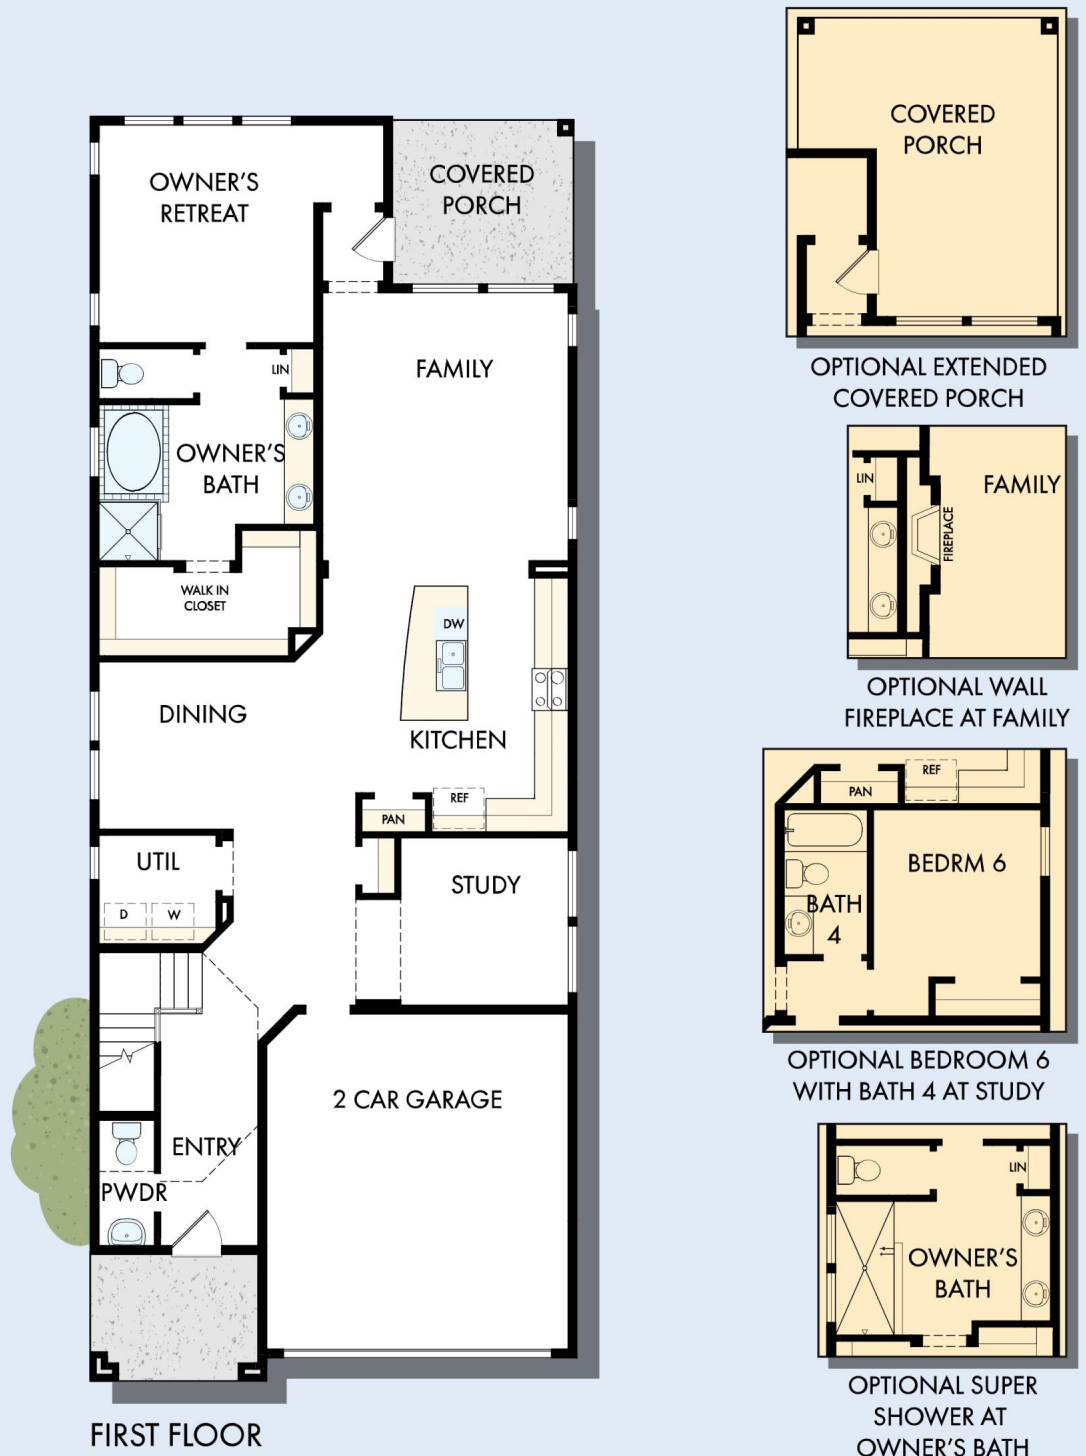 OWNER'S
RETREAT
COVERED
PORCH
FAMILY
LIN
OWNER'S
BATH
WALK IN
CLOSET
DW
DINING
KITCHEN
REF
PAN
UTIL
D
W
STUDY
2 CAR GARAGE
ENTRY
PWDR
FIRST FLOOR
COVERED
PORCH
OPTIONAL EXTENDED
COVERED PORCH
LIN
FAMILY
FIREPLACE
OPTIONAL WALL
FIREPLACE AT FAMILY
REF
PAN
BEDRM 6
BATH
4
OPTIONAL BEDROOM 6
WITH BATH 4 AT STUDY
LIN
OWNER'S
BATH
OPTIONAL SUPER
SHOWER AT
OWNER'S BATH